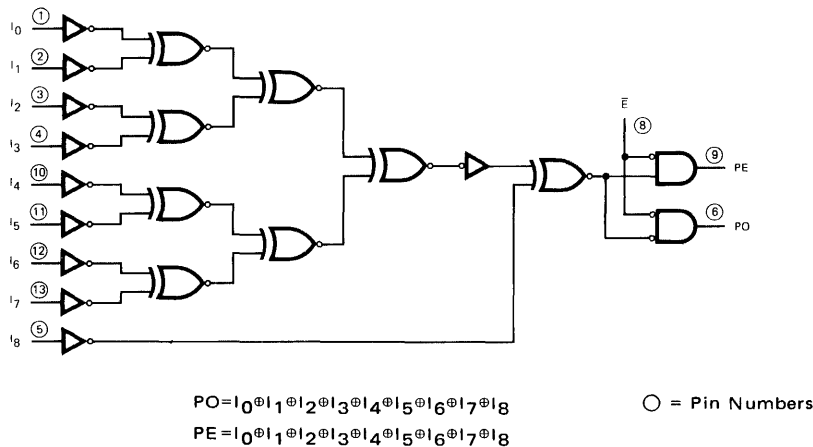 I0 ①
I1 ②
I2 ③
I3 ④
I4 ⑩
I5 ⑪
I6 ⑫
I7 ⑬
I8 ⑤
Ē
⑧
⑨ PE
⑥ PO
PO=I0⊕I1⊕I2⊕I3⊕I4⊕I5⊕I6⊕I7⊕I8
PE=I0⊕I1⊕I2⊕I3⊕I4⊕I5⊕I6⊕I7⊕I8
○ = Pin Numbers